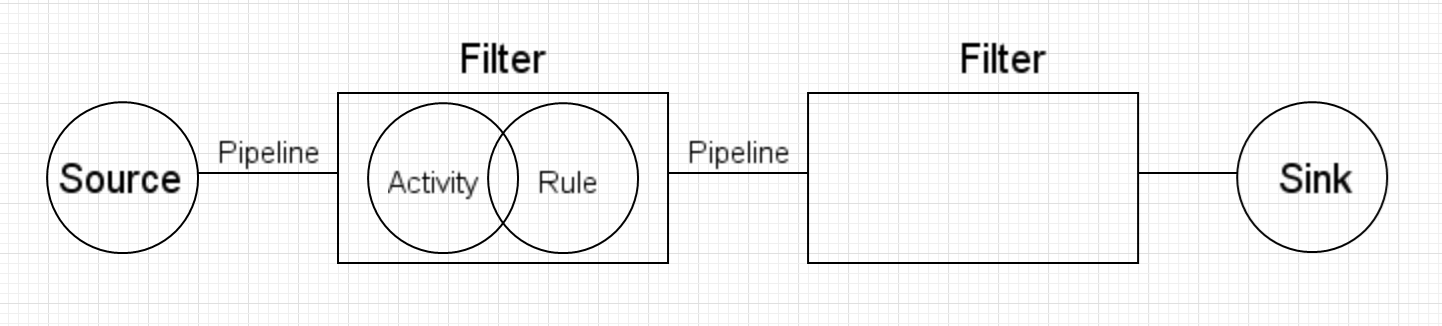 Filter
Filter
Source
Pipeline
Activity
Rule
Pipeline
Sink